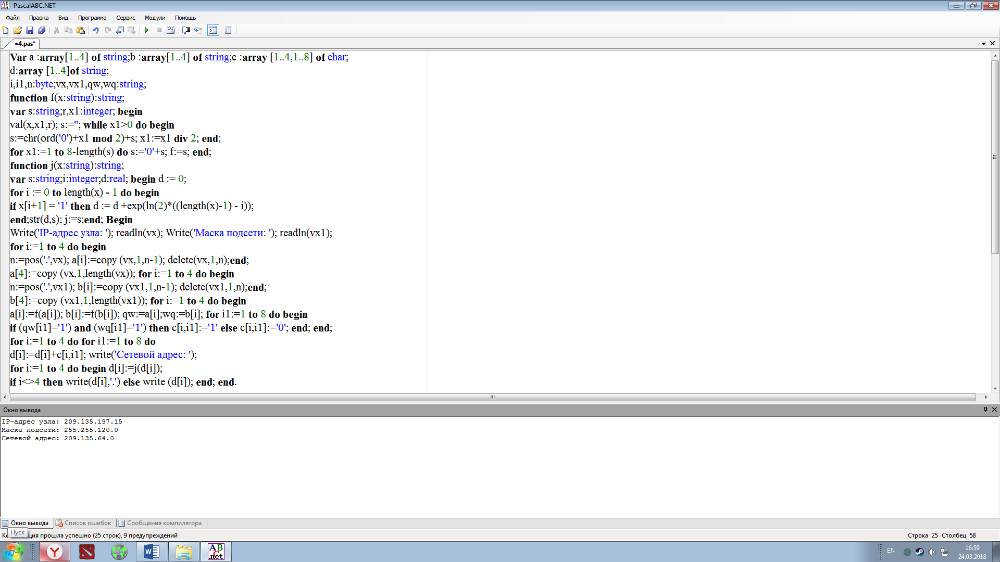 PascalABC.NET
Файл Правка Вид Программа Сервис Модули Помощь
●4.pas*
Var a :array[1..4] of string;b :array[1..4] of string;c :array [1..4,1..8] of char;
d:array [1..4]of string;
i,i1,n:byte;vx,vx1,qw,wq:string;
function f(x:string):string;
var s:string;r,x1:integer; begin
val(x,x1,r); s:=''; while x1>0 do begin
s:=chr(ord('0')+x1 mod 2)+s; x1:=x1 div 2; end;
for x1:=1 to 8-length(s) do s:='0'+s; f:=s; end;
function j(x:string):string;
var s:string;i:integer;d:real; begin d := 0;
for i := 0 to length(x) - 1 do begin
if x[i+1] = '1' then d := d +exp(ln(2)*((length(x)-1) - i));
end;str(d,s); j:=s;end; Begin
Write('IP-адрес узла: '); readln(vx); Write('Маска подсети: '); readln(vx1);
for i:=1 to 4 do begin
n:=pos('.',vx); a[i]:=copy (vx,1,n-1); delete(vx,1,n);end;
a[4]:=copy (vx,1,length(vx)); for i:=1 to 4 do begin
n:=pos('.',vx1); b[i]:=copy (vx1,1,n-1); delete(vx1,1,n);end;
b[4]:=copy (vx1,1,length(vx1)); for i:=1 to 4 do begin
a[i]:=f(a[i]); b[i]:=f(b[i]); qw:=a[i];wq:=b[i]; for i1:=1 to 8 do begin
if (qw[i1]='1') and (wq[i1]='1') then c[i,i1]:='1' else c[i,i1]:='0'; end; end;
for i:=1 to 4 do for i1:=1 to 8 do
d[i]:=d[i]+c[i,i1]; write('Сетевой адрес: ');
for i:=1 to 4 do begin d[i]:=j(d[i]);
if i<>4 then write(d[i],'.') else write (d[i]); end; end.
Окно вывода
IP-адрес узла: 209.135.197.15
Маска подсети: 255.255.120.0
Сетевой адрес: 209.135.64.0
Окно вывода Список ошибок Сообщения компилятора
Пуск
прошла успешно (25 строк), 9 предупреждений Строка 25 Столбец 58
EN 16:59
24.03.2018